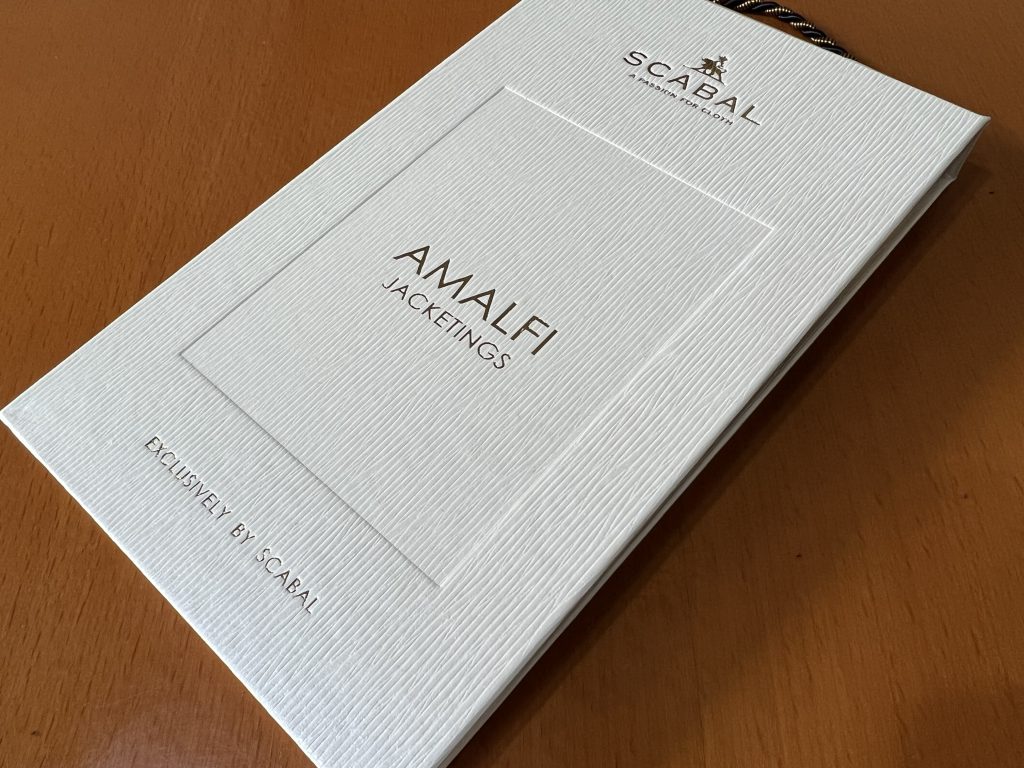 SCABAL
A PASSION FOR CLOTH
AMALFI
JACKETINGS
EXCLUSIVELY BY SCABAL